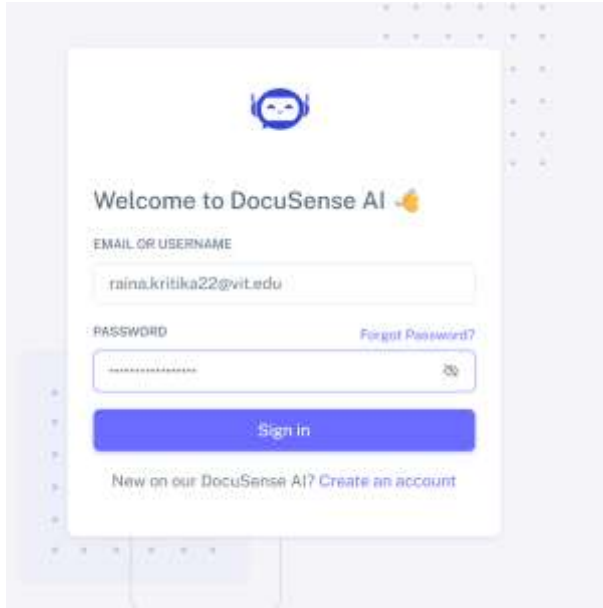 Welcome to DocuSense AI 👋
EMAIL OR USERNAME
raina.kritika22@vit.edu
PASSWORD Forgot Password?
Sign in
New on our DocuSense AI? Create an account